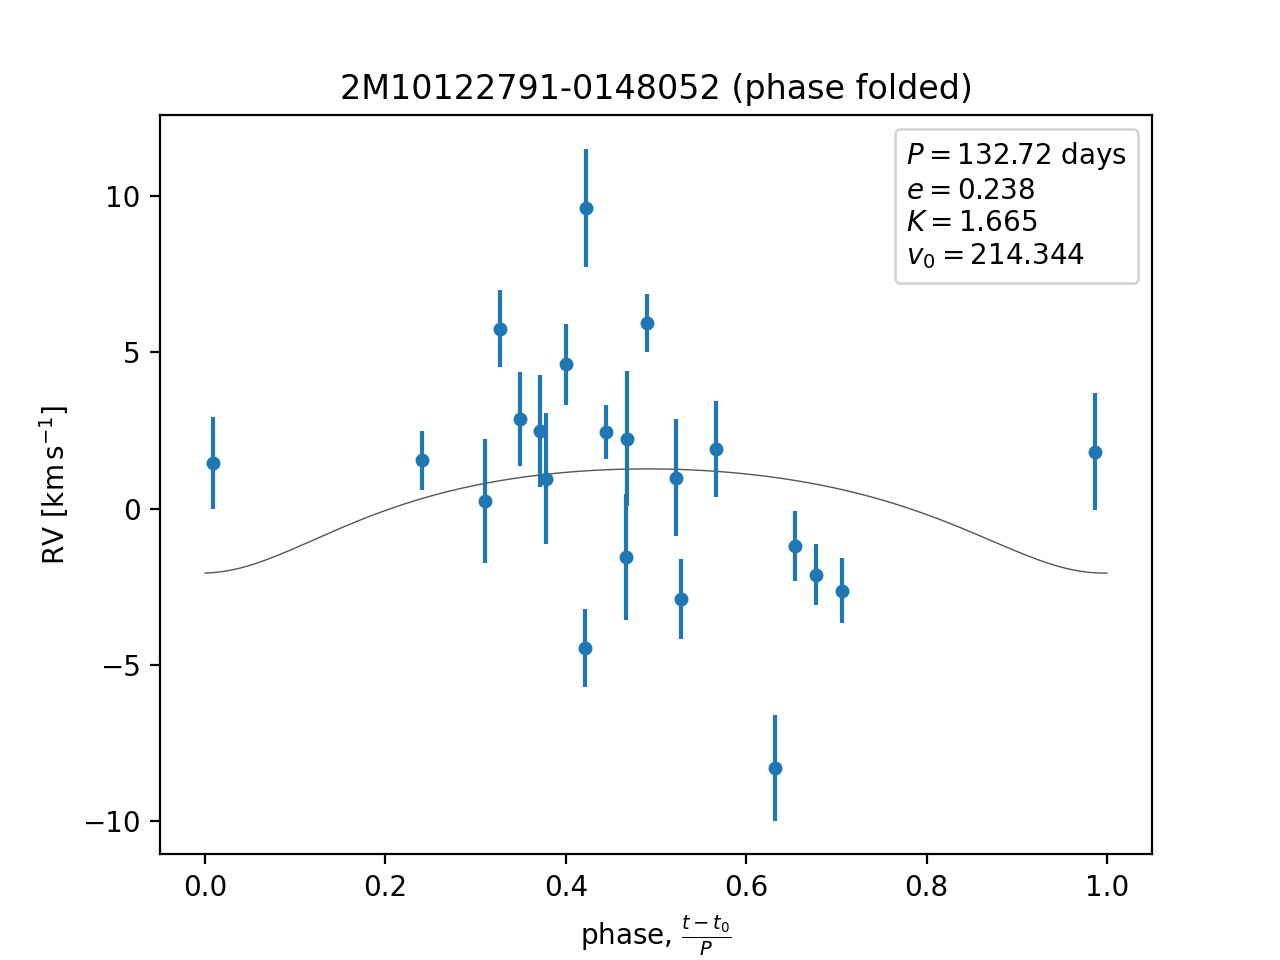 2M10122791-0148052 (phase folded)
P = 132.72 days
e = 0.238
K = 1.665
v₀ = 214.344
10
5
0
−5
−10
RV [km s⁻¹]
0.0 0.2 0.4 0.6 0.8 1.0
phase, (t − t₀)/P